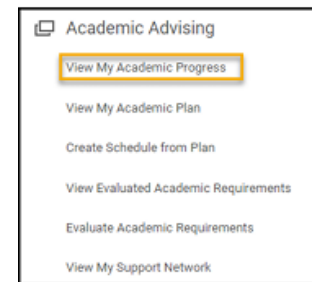 Academic Advising
View My Academic Progress
View My Academic Plan
Create Schedule from Plan
View Evaluated Academic Requirements
Evaluate Academic Requirements
View My Support Network